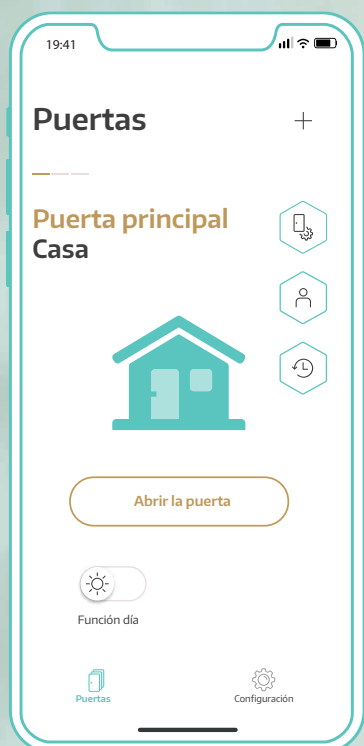 19:41
Puertas
Puerta principal
Casa
Abrir la puerta
Función día
Puertas
Configuración